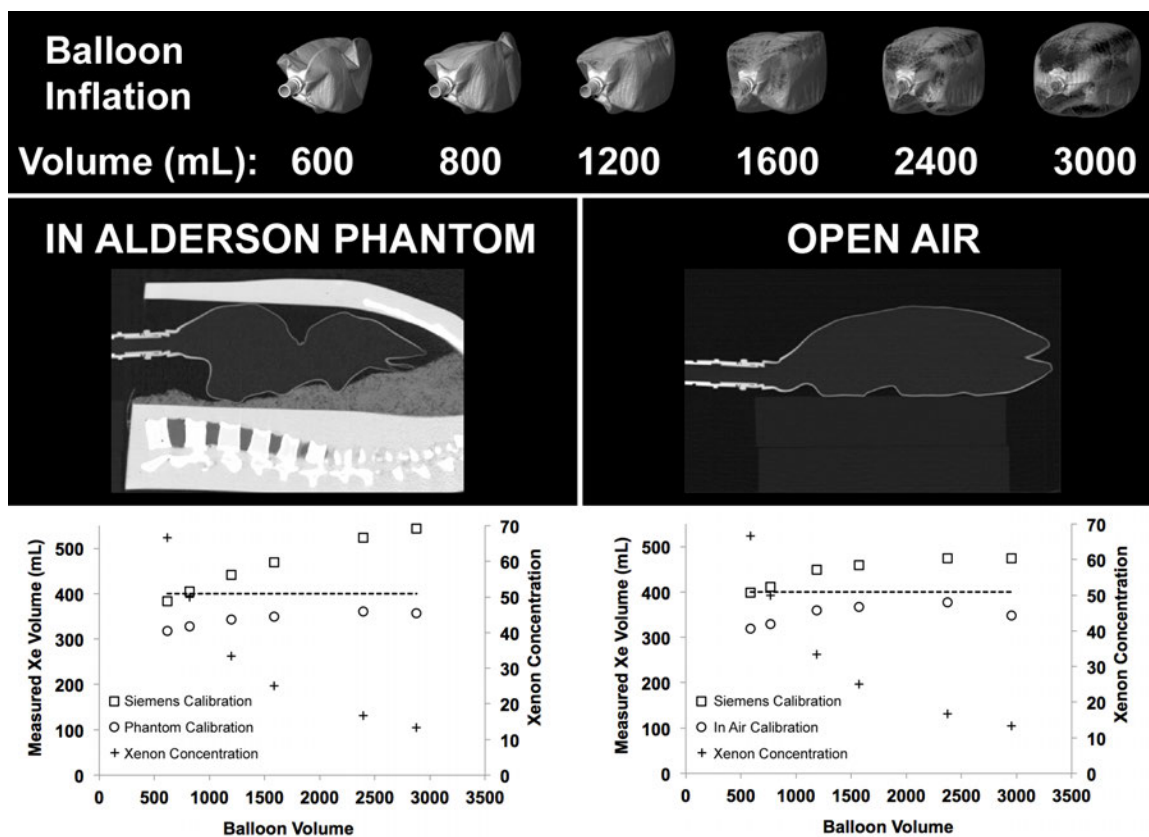 Balloon
Inflation
Volume (mL): 600 800 1200 1600 2400 3000
IN ALDERSON PHANTOM
OPEN AIR
Measured Xe Volume (mL)
500
400
300
200
100
0
Siemens Calibration
Phantom Calibration
Xenon Concentration
70
60
50
40
30
20
10
0
Xenon Concentration
0 500 1000 1500 2000 2500 3000 3500
Balloon Volume
Measured Xe Volume (mL)
500
400
300
200
100
0
Siemens Calibration
In Air Calibration
Xenon Concentration
70
60
50
40
30
20
10
0
Xenon Concentration
0 500 1000 1500 2000 2500 3000 3500
Balloon Volume